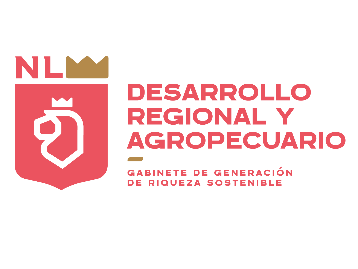 NL
DESARROLLO
REGIONAL Y
AGROPECUARIO
GABINETE DE GENERACIÓN
DE RIQUEZA SOSTENIBLE